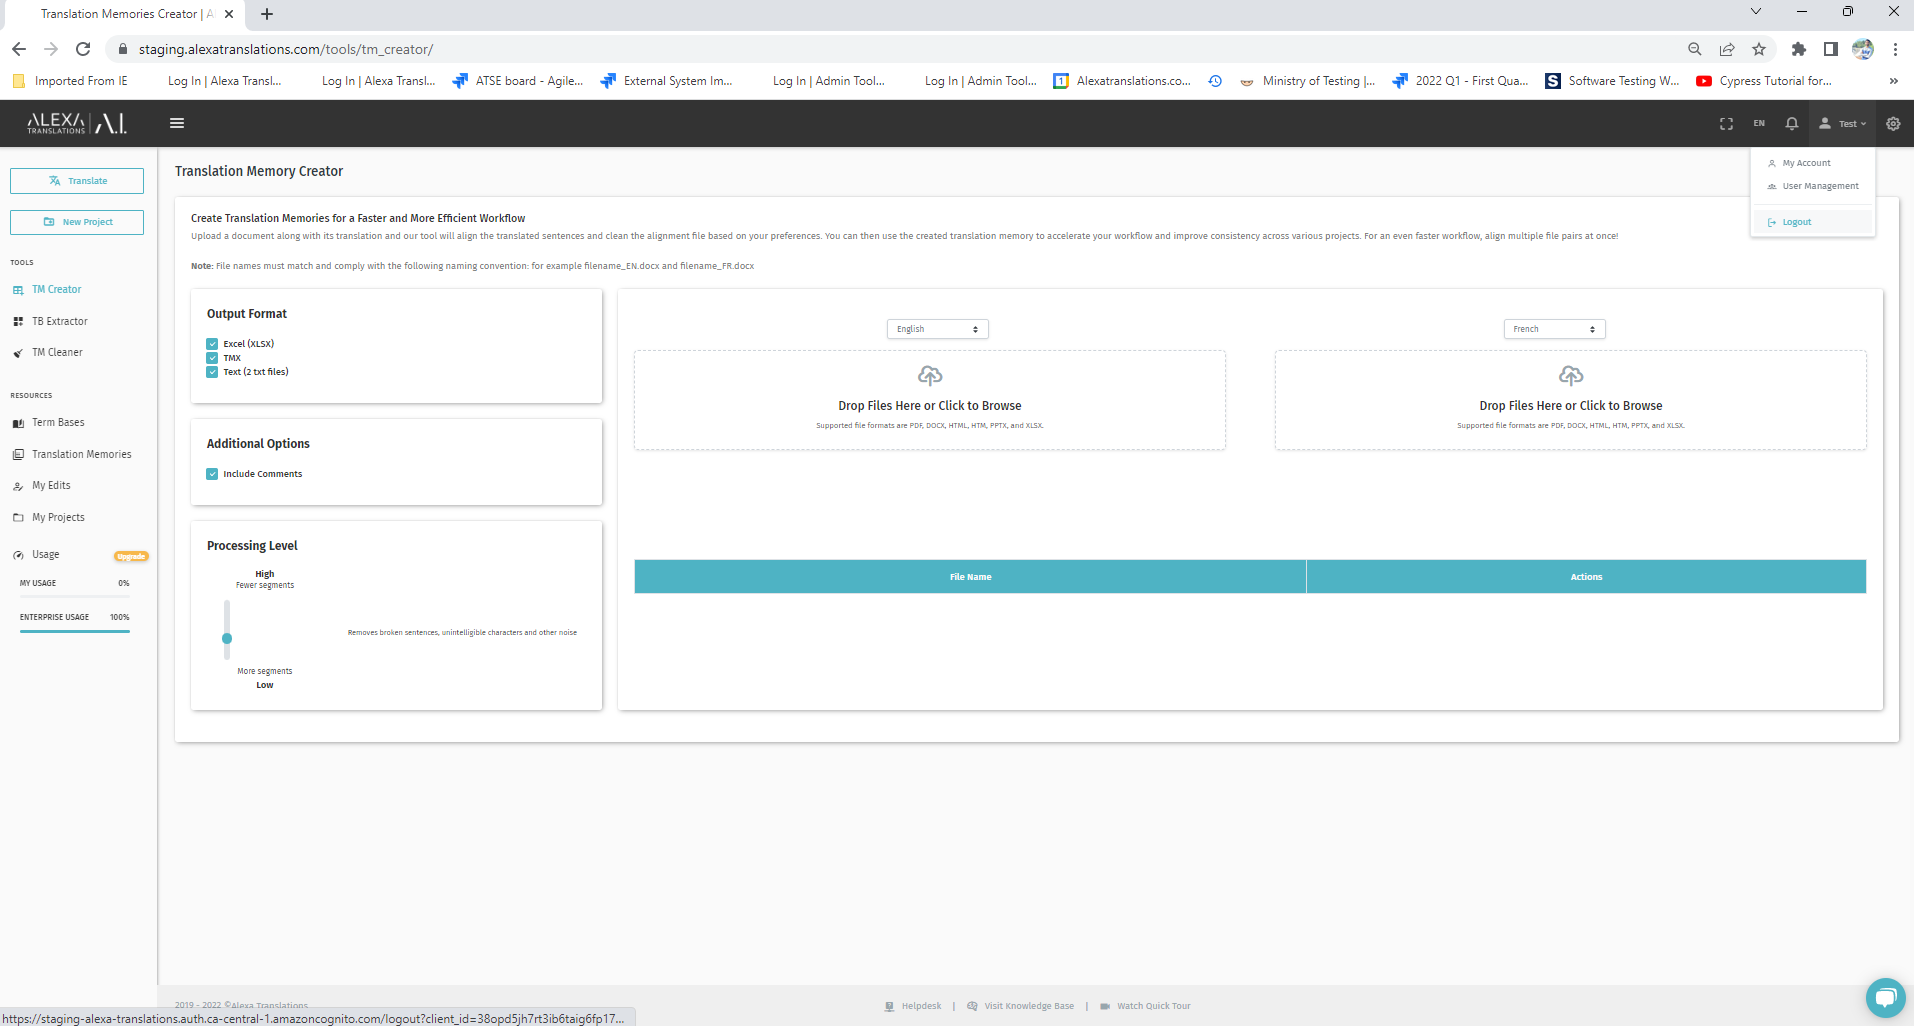 Translation Memories Creator | A
staging.alexatranslations.com/tools/tm_creator/
Imported From IE
Log In | Alexa Transl...
Log In | Alexa Transl...
ATSE board - Agile...
External System Im...
Log In | Admin Tool...
Log In | Admin Tool...
1
Alexatranslations.co...
Ministry of Testing |...
2022 Q1 - First Qua...
S
Software Testing W...
Cypress Tutorial for...
»
ALEXA
TRANSLATIONS
A.I.
EN
Test
My Account
User Management
Logout
Translate
New Project
TOOLS
TM Creator
TB Extractor
TM Cleaner
RESOURCES
Term Bases
Translation Memories
My Edits
My Projects
Usage
Upgrade
MY USAGE 0%
ENTERPRISE USAGE 100%
Translation Memory Creator
Create Translation Memories for a Faster and More Efficient Workflow
Upload a document along with its translation and our tool will align the translated sentences and clean the alignment file based on your preferences. You can then use the created translation memory to accelerate your workflow and improve consistency across various projects. For an even faster workflow, align multiple file pairs at once!
Note: File names must match and comply with the following naming convention: for example filename_EN.docx and filename_FR.docx
Output Format
Excel (XLSX)
TMX
Text (2 txt files)
Additional Options
Include Comments
Processing Level
High
Fewer segments
Removes broken sentences, unintelligible characters and other noise
More segments
Low
English
Drop Files Here or Click to Browse
Supported file formats are PDF, DOCX, HTML, HTM, PPTX, and XLSX.
French
Drop Files Here or Click to Browse
Supported file formats are PDF, DOCX, HTML, HTM, PPTX, and XLSX.
File Name
Actions
2019 - 2022 ©Alexa Translations
Helpdesk | Visit Knowledge Base | Watch Quick Tour
https://staging-alexa-translations.auth.ca-central-1.amazoncognito.com/logout?client_id=38opd5jh7rt3ib6taig6fp17...